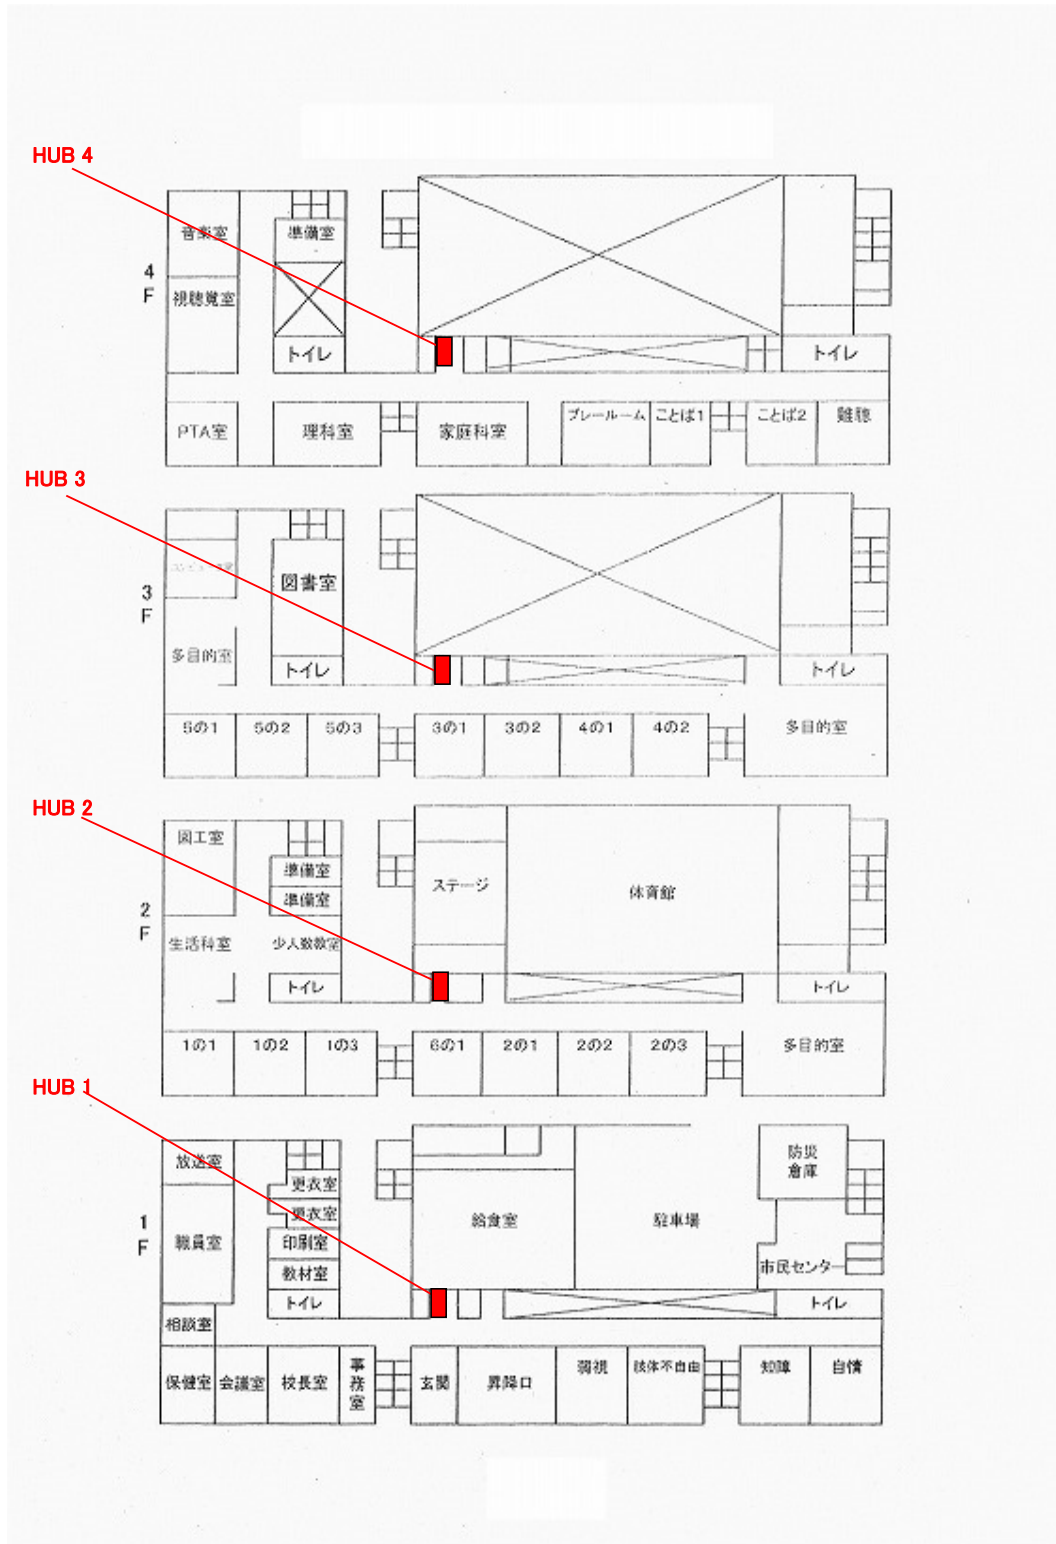 HUB 4
音楽室
準備室
4F
視聴覚室
トイレ
トイレ
PTA室
理科室
家庭科室
プレールーム
ことば1
ことば2
難聴
HUB 3
コンピュータ室
図書室
3F
多目的室
トイレ
トイレ
5の1
5の2
5の3
3の1
3の2
4の1
4の2
多目的室
HUB 2
図工室
準備室
ステージ
体育館
準備室
2F
生活科室
少人数教室
トイレ
トイレ
1の1
1の2
1の3
6の1
2の1
2の2
2の3
多目的室
HUB 1
放送室
防災
倉庫
更衣室
更衣室
1F
職員室
印刷室
給食室
駐車場
教材室
市民センター
トイレ
トイレ
相談室
保健室
会議室
校長室
事務室
玄関
昇降口
弱視
肢体不自由
知障
自情